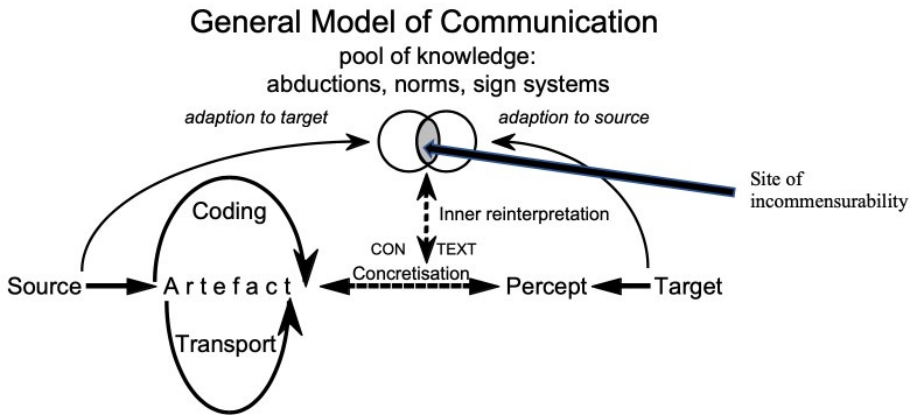 General Model of Communication
pool of knowledge:
abductions, norms, sign systems
adaption to target
adaption to source
Site of
incommensurability
Coding
Inner reinterpretation
CON TEXT
Concretisation
Source
Artefact
Percept
Target
Transport